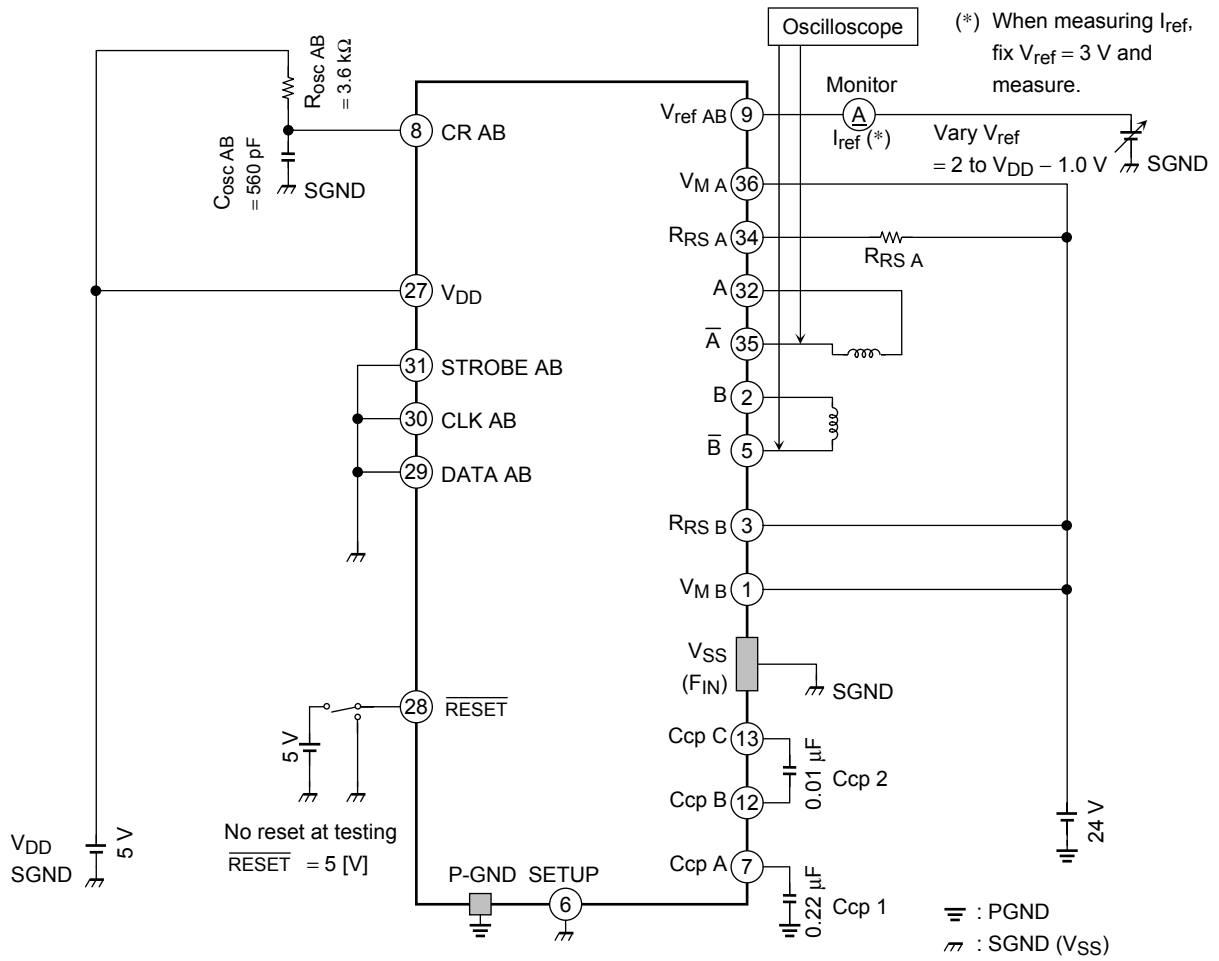 Oscilloscope
(*) When measuring Iref,
fix Vref = 3 V and
measure.
Rosc AB
= 3.6 kΩ
Cosc AB
= 560 pF
SGND
8 CR AB
Vref AB 9
Monitor
A
Iref (*)
Vary Vref
= 2 to VDD − 1.0 V
SGND
VM A 36
RRS A 34
RRS A
27 VDD
A 32
A̅ 35
31 STROBE AB
B 2
30 CLK AB
B̅ 5
29 DATA AB
RRS B 3
VM B 1
VSS
(FIN)
SGND
28 R̅E̅S̅E̅T̅
5 V
No reset at testing
R̅E̅S̅E̅T̅ = 5 [V]
Ccp C 13
0.01 µF
Ccp 2
Ccp B 12
Ccp A 7
0.22 µF
Ccp 1
24 V
VDD
SGND
5 V
P-GND SETUP
6
: PGND
: SGND (VSS)